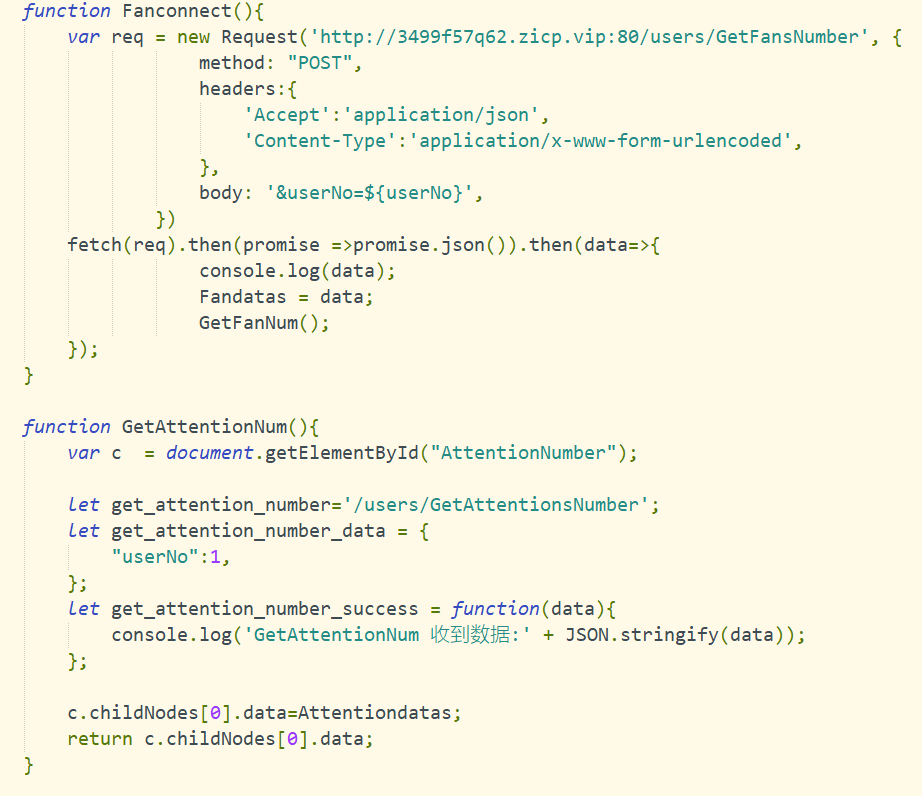 function Fanconnect(){
var req = new Request('http://3499f57q62.zicp.vip:80/users/GetFansNumber', {
method: "POST",
headers:{
'Accept':'application/json',
'Content-Type':'application/x-www-form-urlencoded',
},
body: '&userNo=${userNo}',
})
fetch(req).then(promise =>promise.json()).then(data=>{
console.log(data);
Fandatas = data;
GetFanNum();
});
}
function GetAttentionNum(){
var c  = document.getElementById("AttentionNumber");
let get_attention_number='/users/GetAttentionsNumber';
let get_attention_number_data = {
"userNo":1,
};
let get_attention_number_success = function(data){
console.log('GetAttentionNum 收到数据:' + JSON.stringify(data));
};
c.childNodes[0].data=Attentiondatas;
return c.childNodes[0].data;
}